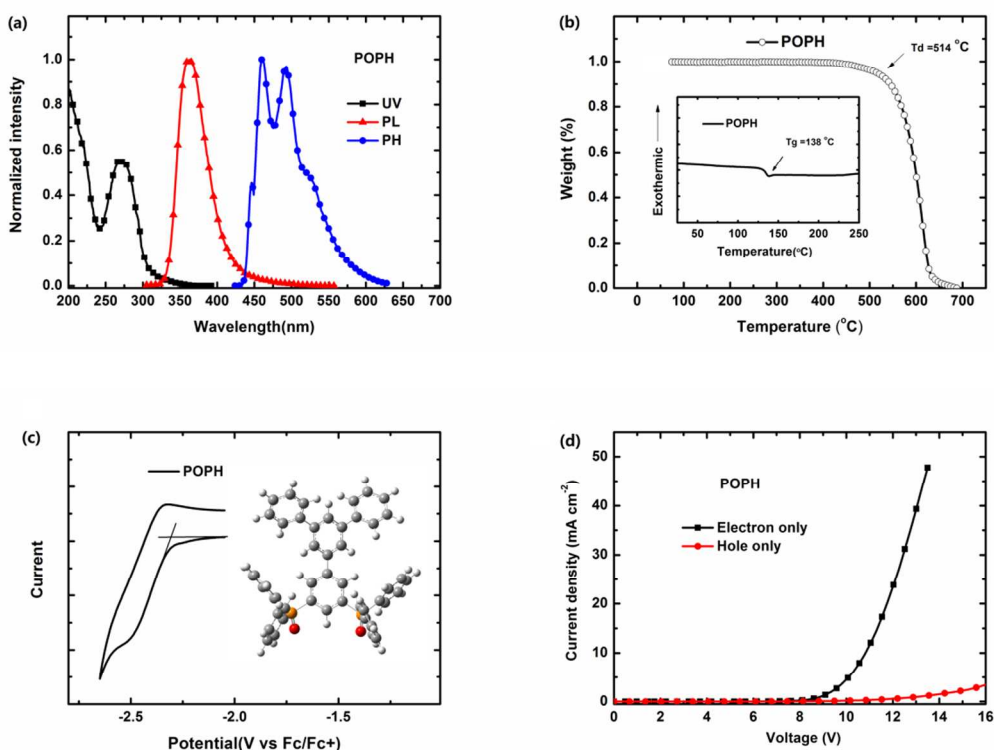 (a)
Normalized intensity
1.0
0.8
0.6
0.4
0.2
0.0
POPH
UV
PL
PH
200 250 300 350 400 450 500 550 600 650 700
Wavelength(nm)
(b)
Weight (%)
1.0
0.8
0.6
0.4
0.2
0.0
POPH
Td =514 °C
Exothermic
POPH
Tg =138 °C
50 100 150 200 250
Temperature(°C)
0 100 200 300 400 500 600 700
Temperature (°C)
(c)
Current
POPH
-2.5 -2.0 -1.5
Potential(V vs Fc/Fc+)
(d)
Current density (mA cm⁻²)
50
40
30
20
10
0
POPH
Electron only
Hole only
0 2 4 6 8 10 12 14 16
Voltage (V)